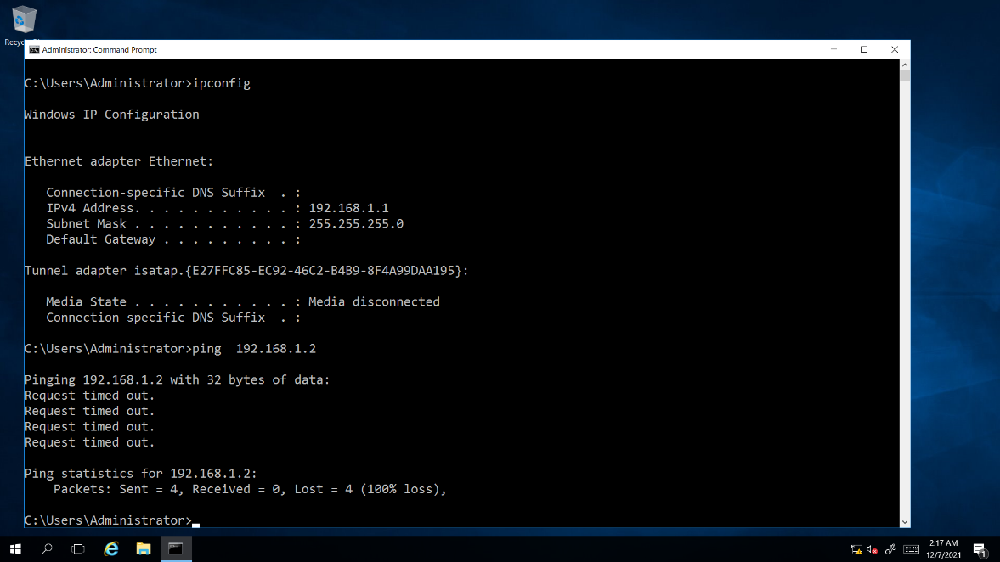 Recyc
Administrator: Command Prompt
C:\Users\Administrator>ipconfig
Windows IP Configuration
Ethernet adapter Ethernet:
Connection-specific DNS Suffix  . :
IPv4 Address. . . . . . . . . . . : 192.168.1.1
Subnet Mask . . . . . . . . . . . : 255.255.255.0
Default Gateway . . . . . . . . . :
Tunnel adapter isatap.{E27FFC85-EC92-46C2-B4B9-8F4A99DAA195}:
Media State . . . . . . . . . . . : Media disconnected
Connection-specific DNS Suffix  . :
C:\Users\Administrator>ping  192.168.1.2
Pinging 192.168.1.2 with 32 bytes of data:
Request timed out.
Request timed out.
Request timed out.
Request timed out.
Ping statistics for 192.168.1.2:
Packets: Sent = 4, Received = 0, Lost = 4 (100% loss),
C:\Users\Administrator>
2:17 AM
12/7/2021
1